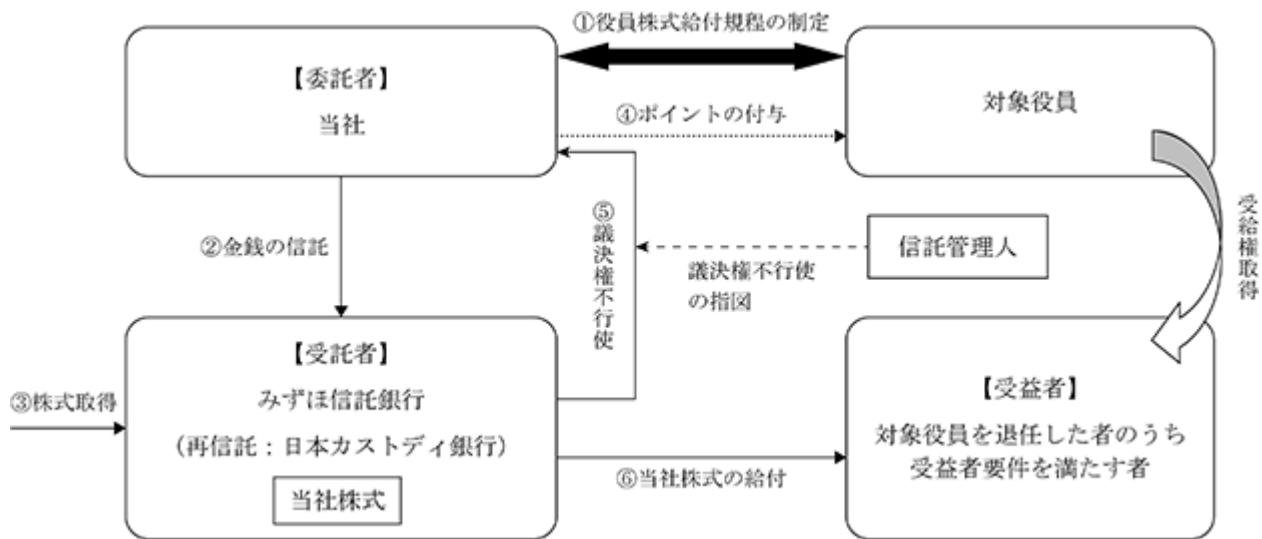 ①役員株式給付規程の制定
【委託者】
当社
対象役員
④ポイントの付与
②金銭の信託
⑤議決権不行使
議決権不行使
の指図
信託管理人
受給権取得
③株式取得
【受託者】
みずほ信託銀行
（再信託：日本カストディ銀行）
当社株式
⑥当社株式の給付
【受益者】
対象役員を退任した者のうち
受益者要件を満たす者